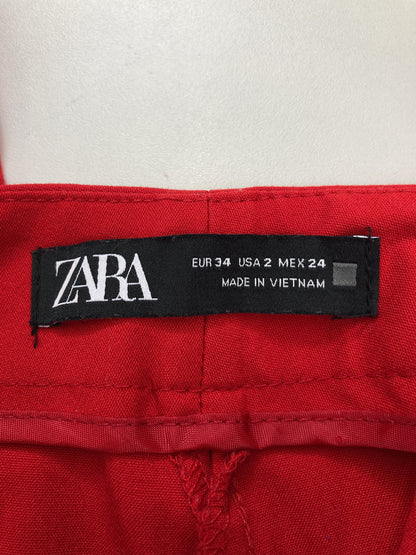 ZARA
EUR 34 USA 2 MEX 24
MADE IN VIETNAM